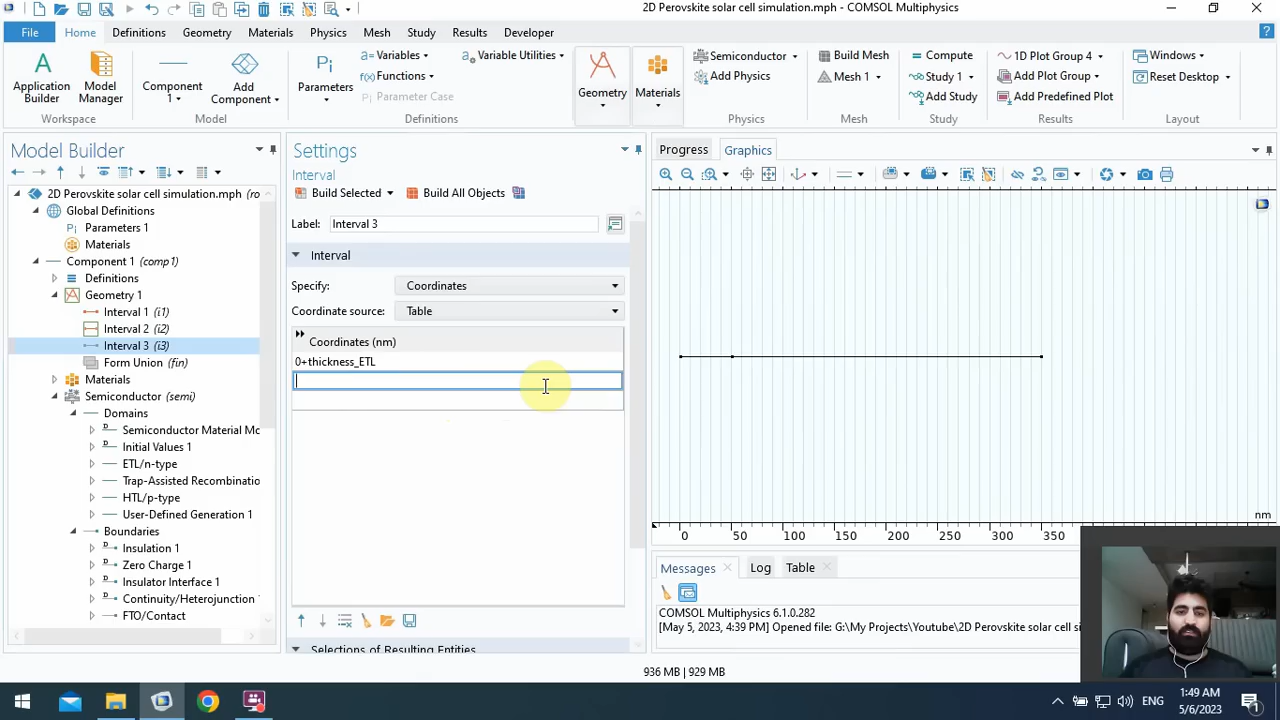 2D Perovskite solar cell simulation.mph - COMSOL Multiphysics
File
Home
Definitions
Geometry
Materials
Physics
Mesh
Study
Results
Developer
Application Builder
Model Manager
Workspace
Component 1
Add Component
Model
Pi
Parameters
a= Variables
f(x) Functions
Parameter Case
a= Variable Utilities
Definitions
Geometry
Materials
Semiconductor
Add Physics
Physics
Build Mesh
Mesh 1
Mesh
Compute
Study 1
Add Study
Study
1D Plot Group 4
Add Plot Group
Add Predefined Plot
Results
Windows
Reset Desktop
Layout
Model Builder
2D Perovskite solar cell simulation.mph (ro
Global Definitions
Pi Parameters 1
Materials
Component 1 (comp1)
Definitions
Geometry 1
Interval 1 (i1)
Interval 2 (i2)
Interval 3 (i3)
Form Union (fin)
Materials
Semiconductor (semi)
Domains
Semiconductor Material Mo
Initial Values 1
ETL/n-type
Trap-Assisted Recombinatio
HTL/p-type
User-Defined Generation 1
Boundaries
Insulation 1
Zero Charge 1
Insulator Interface 1
Continuity/Heterojunction
FTO/Contact
Settings
Interval
Build Selected
Build All Objects
Label: Interval 3
Interval
Specify: Coordinates
Coordinate source: Table
Coordinates (nm)
0+thickness_ETL
Selections of Resulting Entities
Progress
Graphics
nm
0 50 100 150 200 250 300 350
Messages
Log
Table
COMSOL Multiphysics 6.1.0.282
[May 5, 2023, 4:39 PM] Opened file: G:\My Projects\Youtube\2D Perovskite solar cell si
936 MB | 929 MB
ENG
1:49 AM
5/6/2023
1